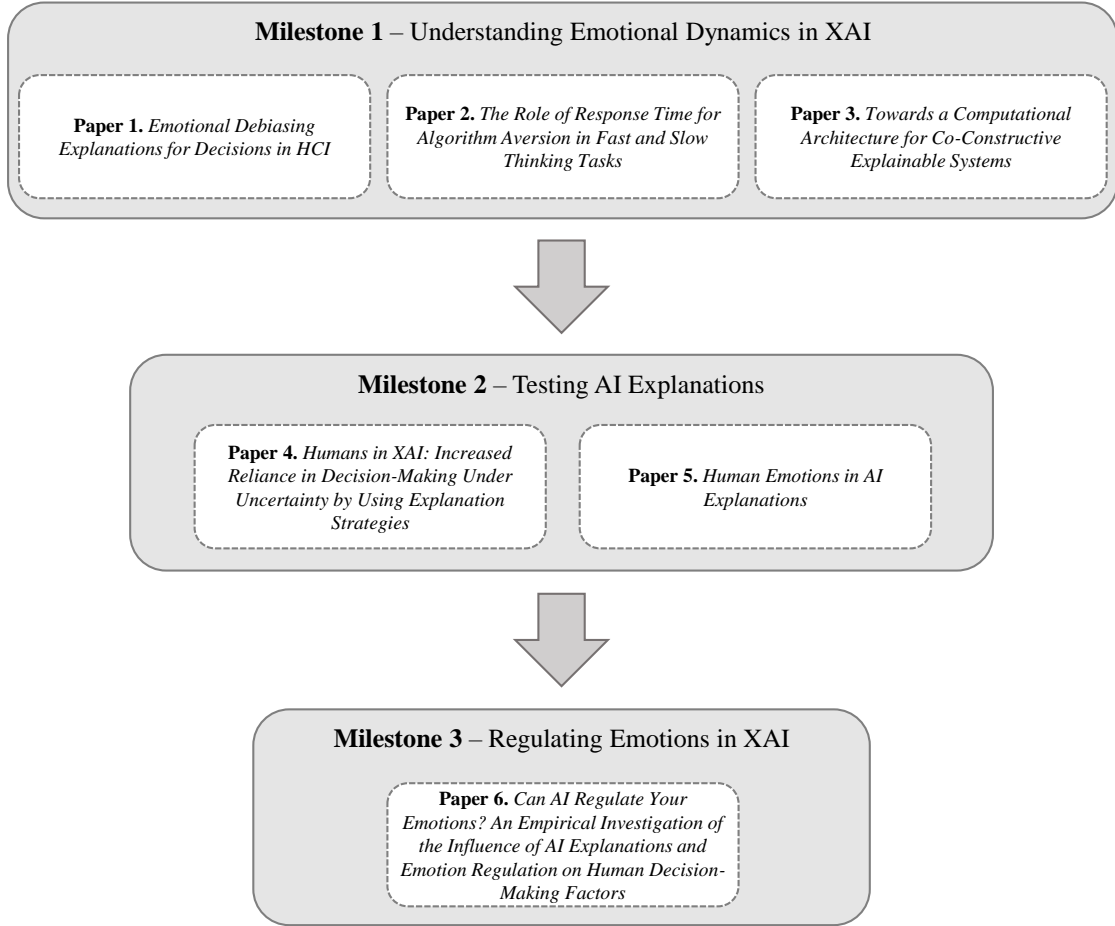 Milestone 1 – Understanding Emotional Dynamics in XAI
Paper 1. Emotional Debiasing
Explanations for Decisions in HCI
Paper 2. The Role of Response Time for
Algorithm Aversion in Fast and Slow
Thinking Tasks
Paper 3. Towards a Computational
Architecture for Co-Constructive
Explainable Systems
Milestone 2 – Testing AI Explanations
Paper 4. Humans in XAI: Increased
Reliance in Decision-Making Under
Uncertainty by Using Explanation
Strategies
Paper 5. Human Emotions in AI
Explanations
Milestone 3 – Regulating Emotions in XAI
Paper 6. Can AI Regulate Your
Emotions? An Empirical Investigation of
the Influence of AI Explanations and
Emotion Regulation on Human Decision-
Making Factors